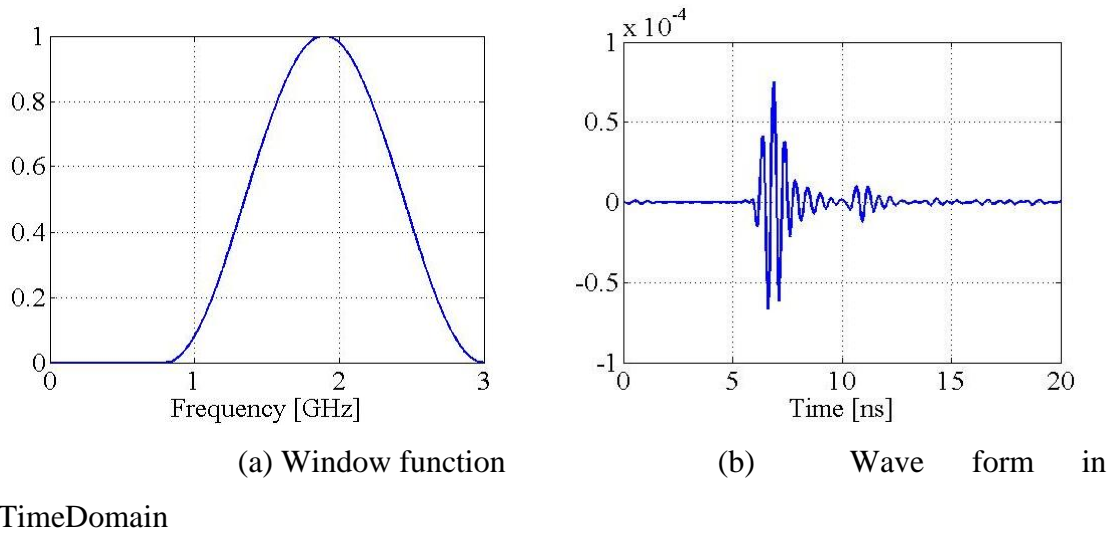 1
0.8
0.6
0.4
0.2
0
0 1 2 3
Frequency [GHz]
1 x 10^-4
0.5
0
-0.5
-1
0 5 10 15 20
Time [ns]
(a) Window function
(b) Wave form in
TimeDomain